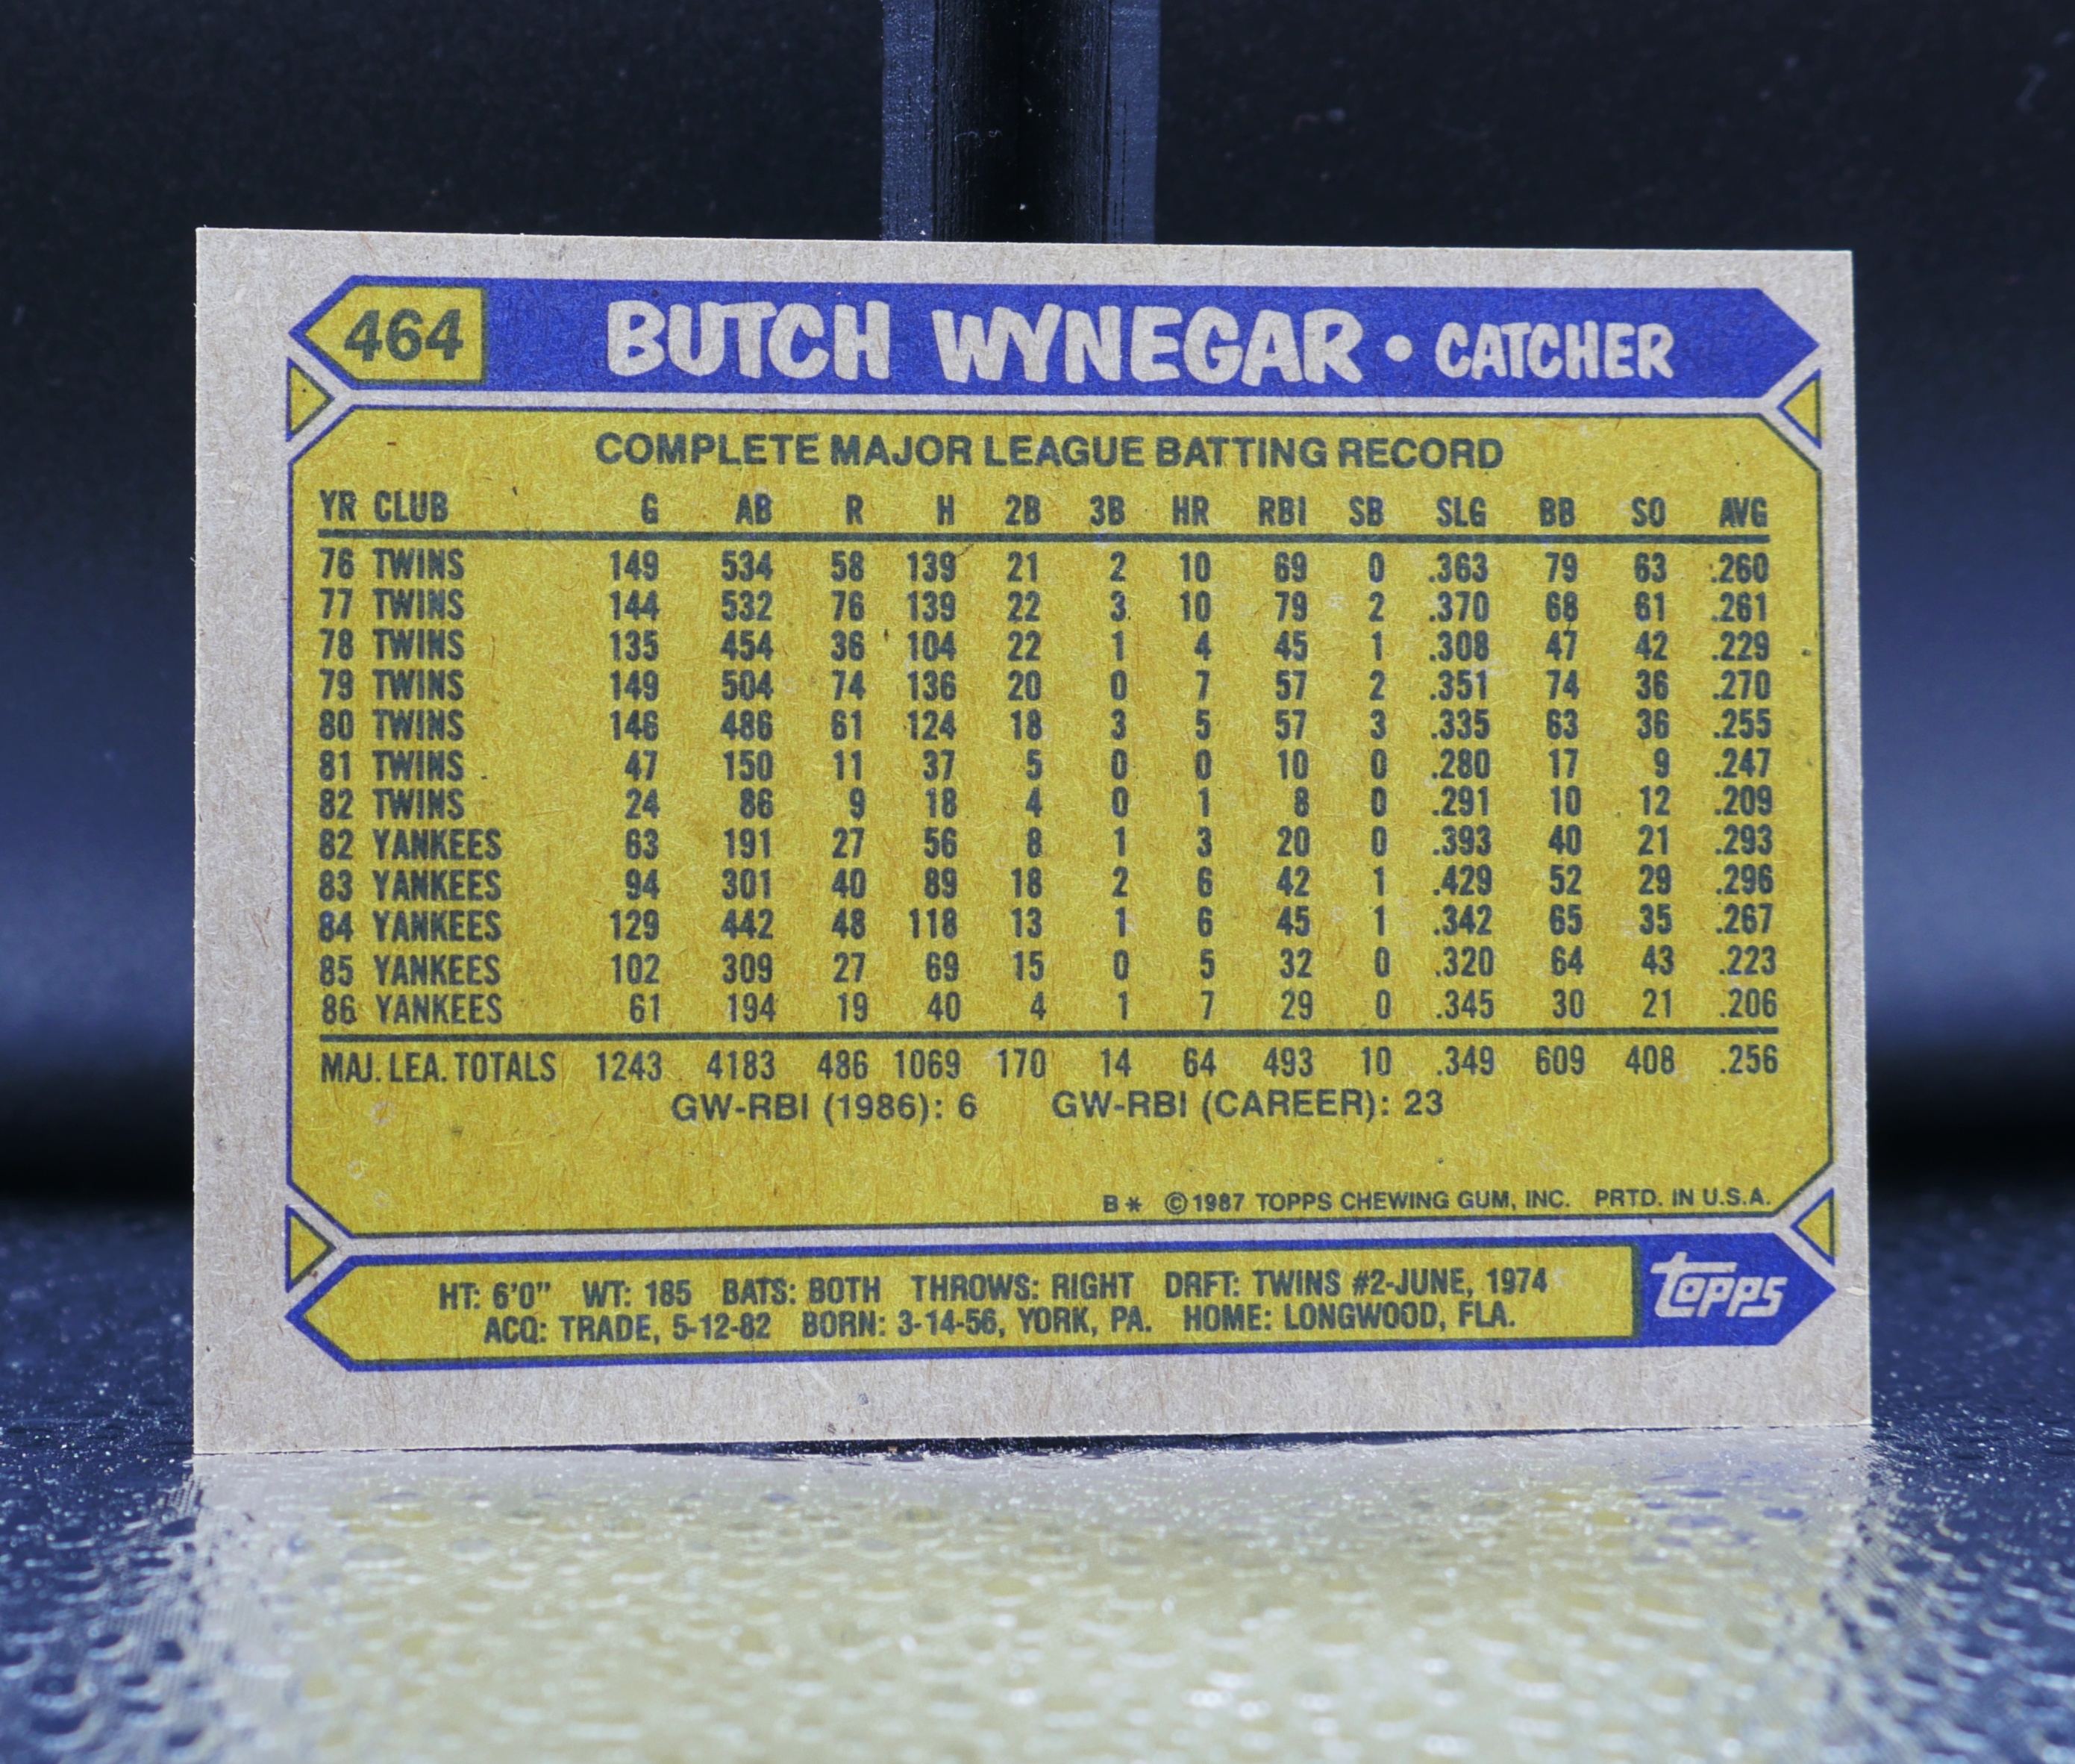 464 BUTCH WYNEGAR • CATCHER
COMPLETE MAJOR LEAGUE BATTING RECORD
YR CLUB G AB R H 2B 3B HR RBI SB SLG BB SO AVG
76 TWINS 149 534 58 139 21 2 10 69 0 .363 79 63 .260
77 TWINS 144 532 76 139 22 3 10 79 2 .370 68 61 .261
78 TWINS 135 454 36 104 22 1 4 45 1 .308 47 42 .229
79 TWINS 149 504 74 136 20 0 7 57 2 .351 74 36 .270
80 TWINS 146 486 61 124 18 3 5 57 3 .335 63 36 .255
81 TWINS 47 150 11 37 5 0 0 10 0 .280 17 9 .247
82 TWINS 24 86 9 18 4 0 1 8 0 .291 10 12 .209
82 YANKEES 63 191 27 56 8 1 3 20 0 .393 40 21 .293
83 YANKEES 94 301 40 89 18 2 6 42 1 .429 52 29 .296
84 YANKEES 129 442 48 118 13 1 6 45 1 .342 65 35 .267
85 YANKEES 102 309 27 69 15 0 5 32 0 .320 64 43 .223
86 YANKEES 61 194 19 40 4 1 7 29 0 .345 30 21 .206
MAJ. LEA. TOTALS 1243 4183 486 1069 170 14 64 493 10 .349 609 408 .256
GW-RBI (1986): 6 GW-RBI (CAREER): 23
B* ©1987 TOPPS CHEWING GUM, INC. PRTD. IN U.S.A.
HT: 6'0" WT: 185 BATS: BOTH THROWS: RIGHT DRFT: TWINS #2-JUNE, 1974
ACQ: TRADE, 5-12-82 BORN: 3-14-56, YORK, PA. HOME: LONGWOOD, FLA.
topps